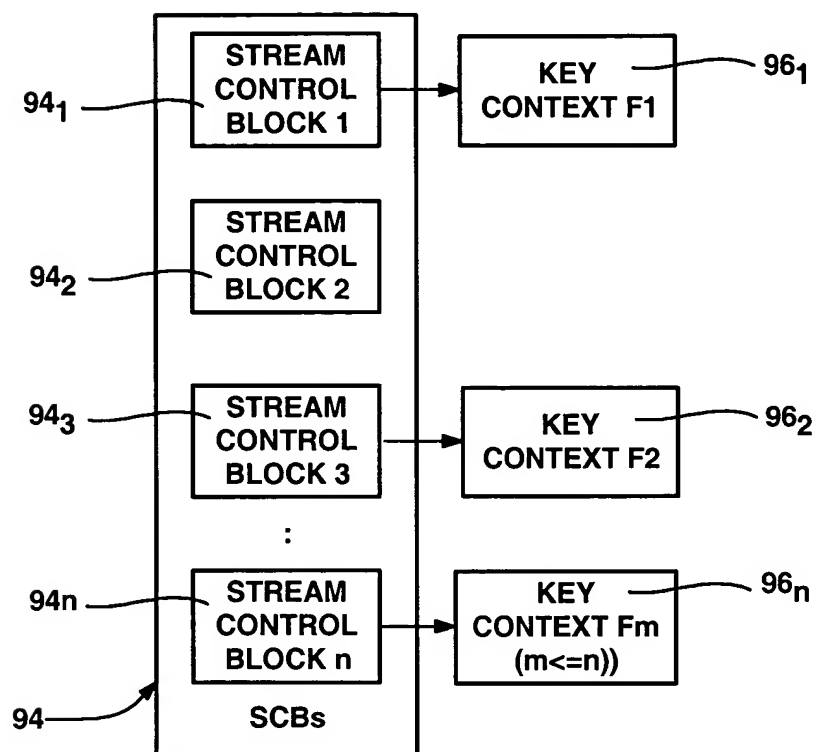 STREAM
CONTROL
BLOCK 1
94₁
KEY
CONTEXT F1
96₁
STREAM
CONTROL
BLOCK 2
94₂
STREAM
CONTROL
BLOCK 3
94₃
KEY
CONTEXT F2
96₂
:
STREAM
CONTROL
BLOCK n
94n
KEY
CONTEXT Fm
(m<=n))
96ₙ
94
SCBs